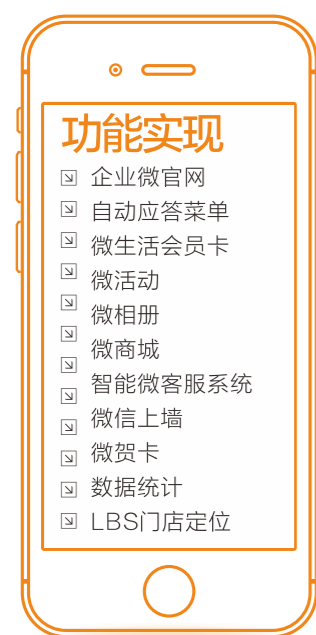 功能实现
企业微官网
自动应答菜单
微生活会员卡
微活动
微相册
微商城
智能微客服系统
微信上墙
微贺卡
数据统计
LBS门店定位